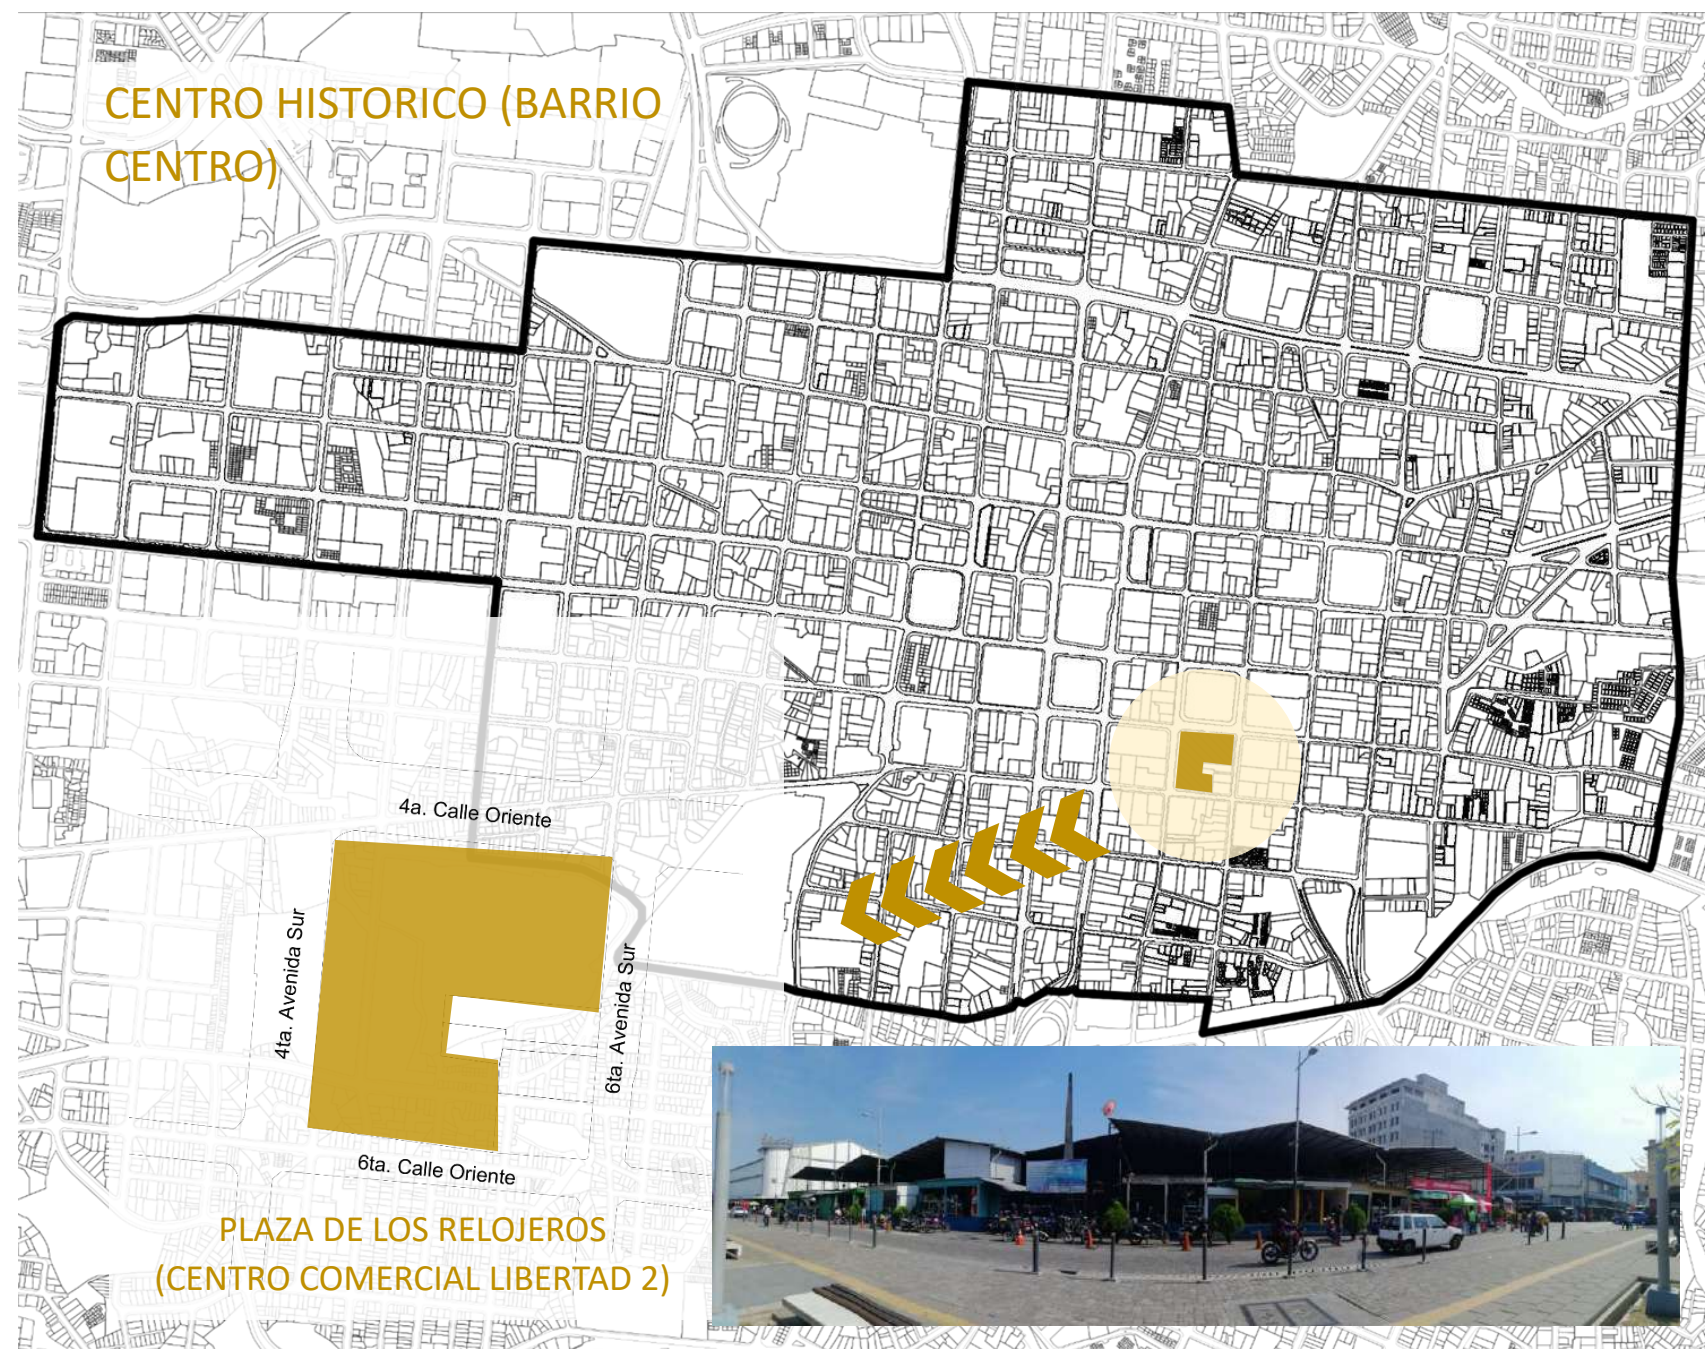 CENTRO HISTORICO (BARRIO
CENTRO)
4a. Calle Oriente
4ta. Avenida Sur
6ta. Avenida Sur
6ta. Calle Oriente
PLAZA DE LOS RELOJEROS
(CENTRO COMERCIAL LIBERTAD 2)